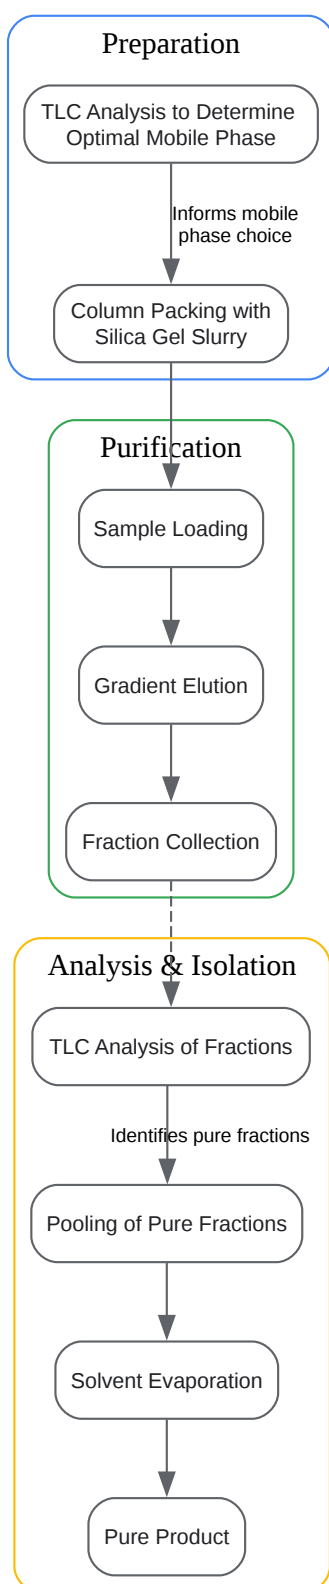 Preparation
TLC Analysis to Determine
Optimal Mobile Phase
Informs mobile
phase choice
Column Packing with
Silica Gel Slurry
Purification
Sample Loading
Gradient Elution
Fraction Collection
Analysis & Isolation
TLC Analysis of Fractions
Identifies pure fractions
Pooling of Pure Fractions
Solvent Evaporation
Pure Product